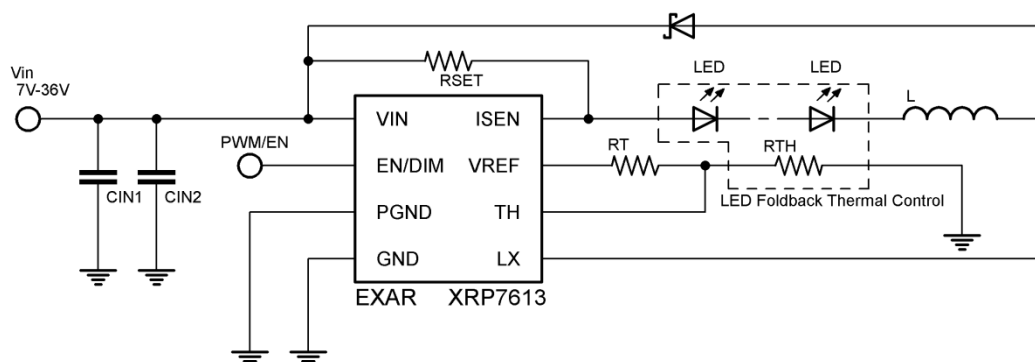 Vin
7V-36V
CIN1
CIN2
PWM/EN
RSET
VIN
ISEN
EN/DIM
VREF
PGND
TH
GND
LX
EXAR XRP7613
LED
LED
L
RT
RTH
LED Foldback Thermal Control